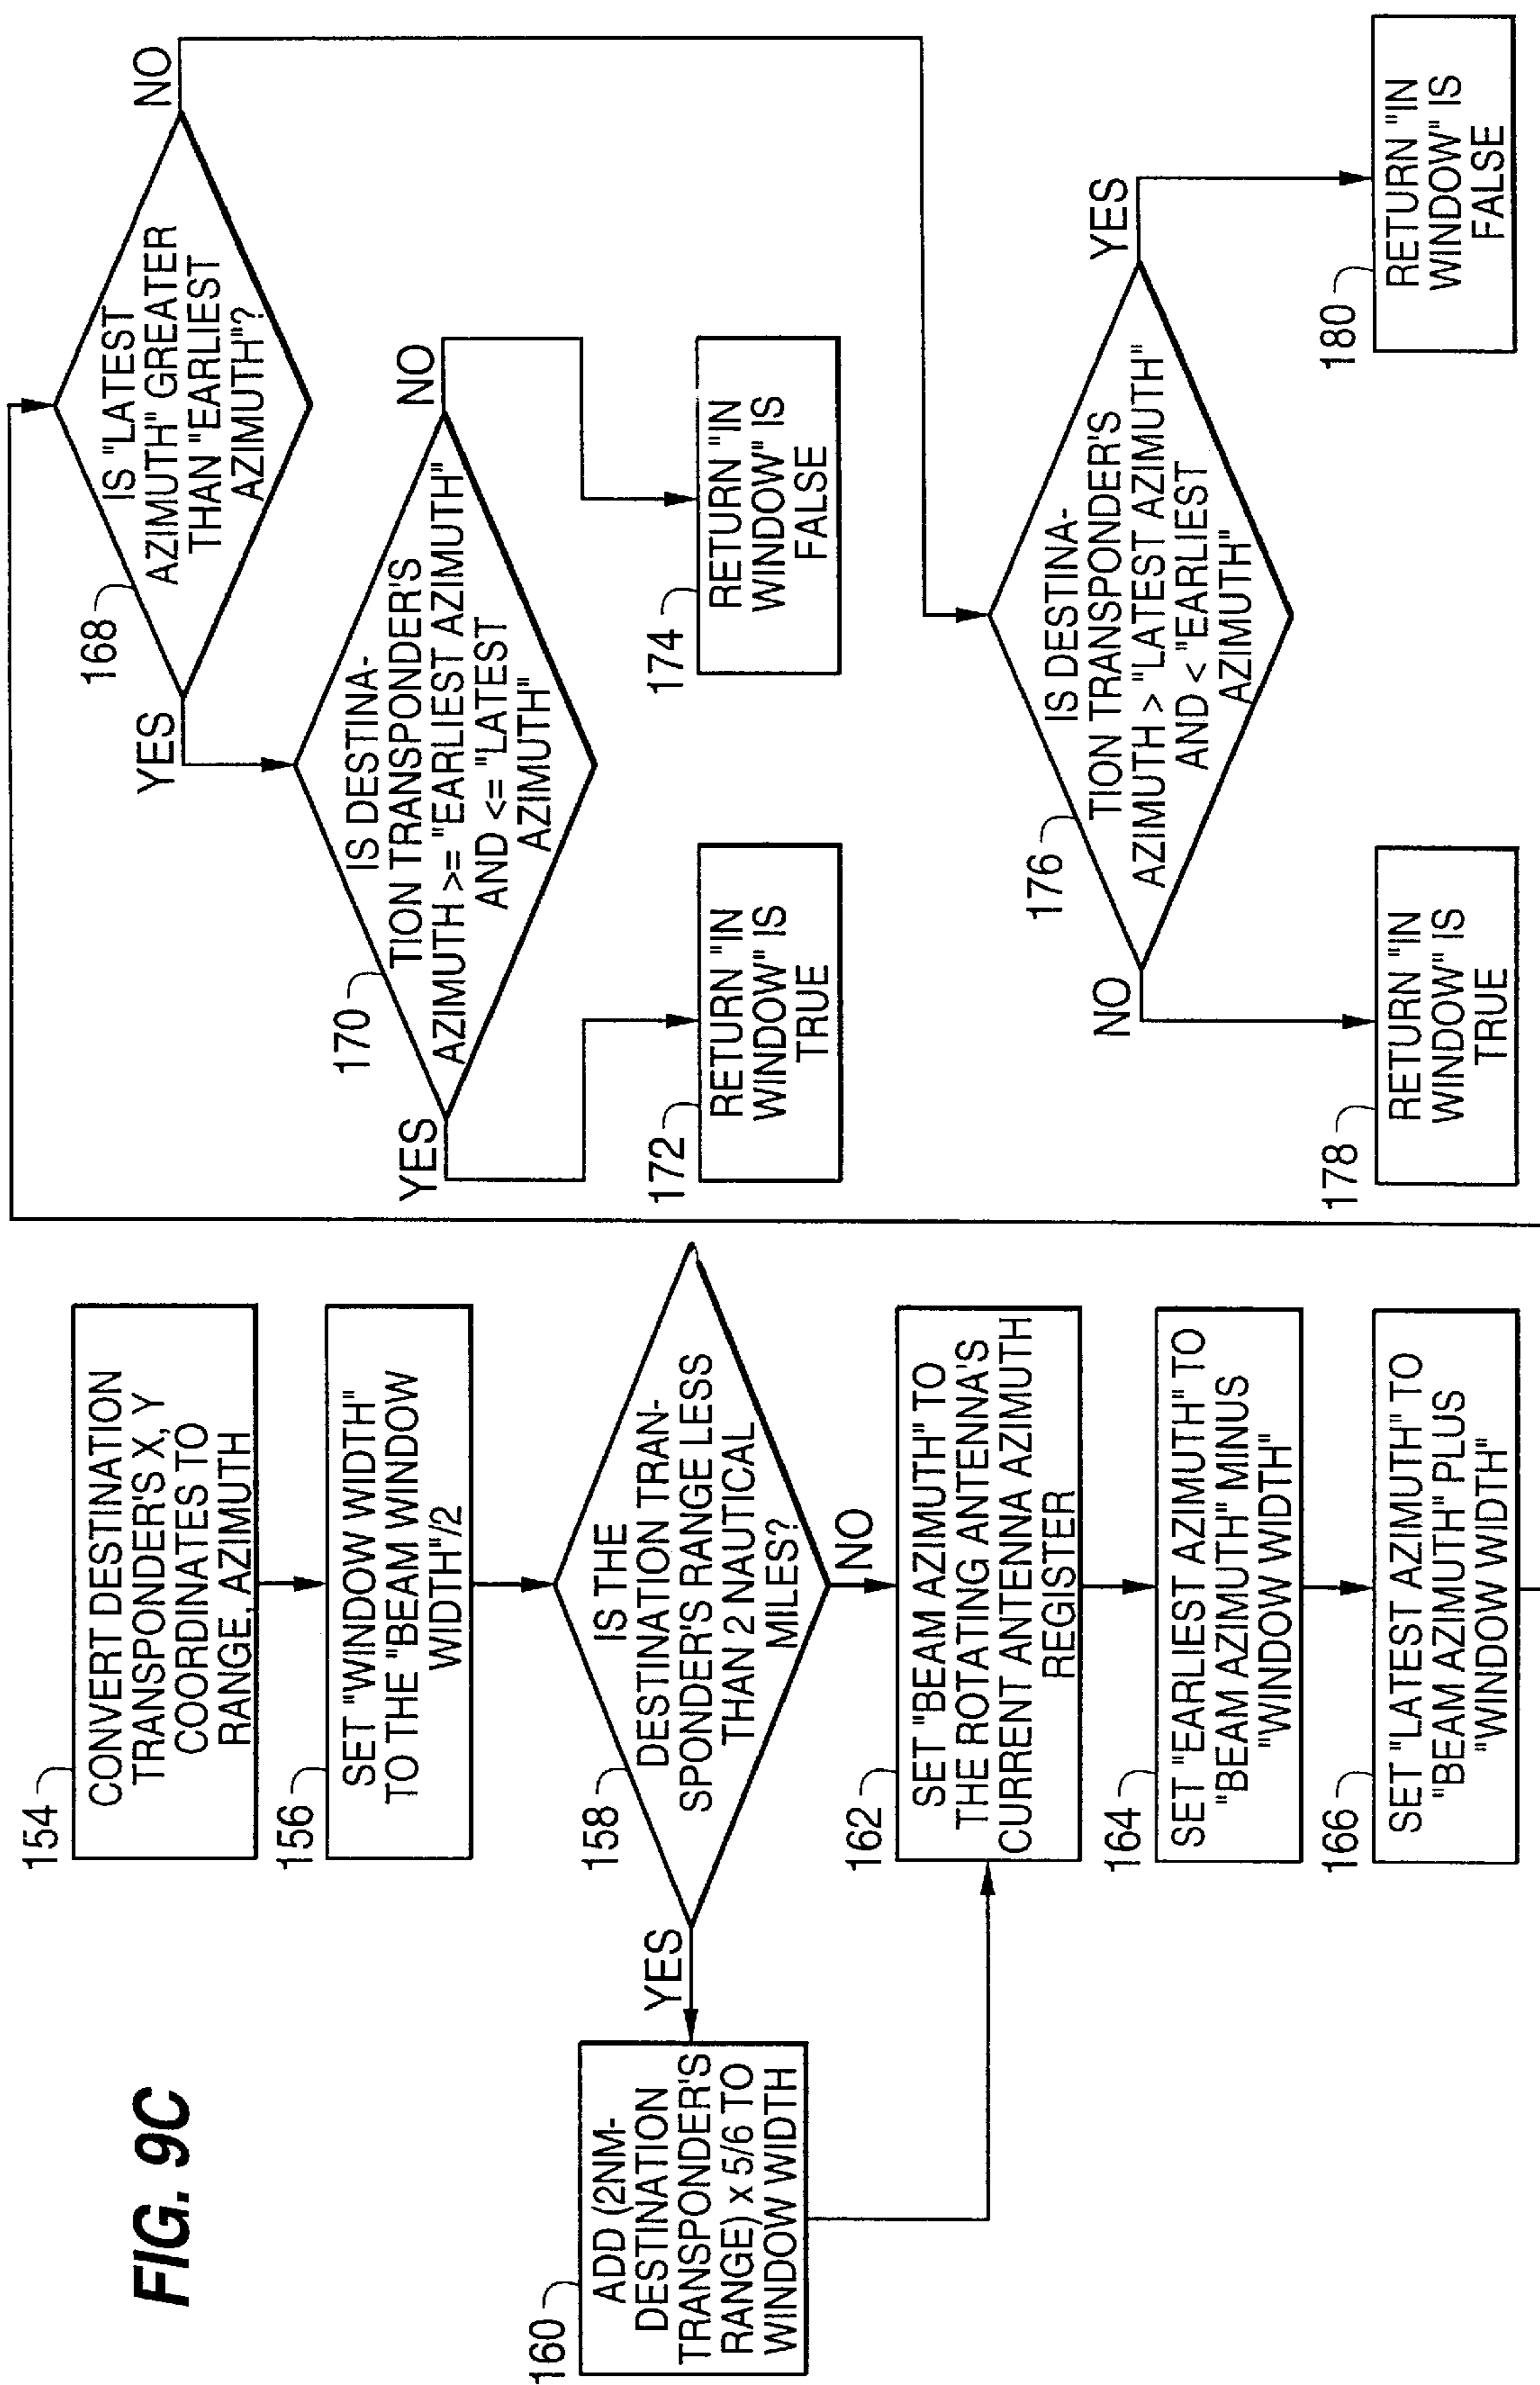 FIG. 9C
154
CONVERT DESTINATION
TRANSPONDER'S X, Y
COORDINATES TO
RANGE, AZIMUTH
156
SET "WINDOW WIDTH"
TO THE "BEAM WINDOW
WIDTH"/2
158
IS THE
DESTINATION TRAN-
SPONDER'S RANGE LESS
THAN 2 NAUTICAL
MILES?
YES
NO
160
ADD (2NM-
DESTINATION
TRANSPONDER'S
RANGE) x 5/6 TO
WINDOW WIDTH
162
SET "BEAM AZIMUTH" TO
THE ROTATING ANTENNA'S
CURRENT ANTENNA AZIMUTH
REGISTER
164
SET "EARLIEST AZIMUTH" TO
"BEAM AZIMUTH" MINUS
"WINDOW WIDTH"
166
SET "LATEST AZIMUTH" TO
"BEAM AZIMUTH" PLUS
"WINDOW WIDTH"
168
IS "LATEST
AZIMUTH" GREATER
THAN "EARLIEST
AZIMUTH"?
YES
NO
170
IS DESTINA-
TION TRANSPODER'S
AZIMUTH >= "EARLIEST AZIMUTH"
AND <= "LATEST
AZIMUTH"
YES
NO
172
RETURN "IN
WINDOW" IS
TRUE
174
RETURN "IN
WINDOW" IS
FALSE
176
IS DESTINA-
TION TRANSPONDER'S
AZIMUTH > "LATEST AZIMUTH"
AND < "EARLIEST
AZIMUTH"
NO
YES
178
RETURN "IN
WINDOW" IS
TRUE
180
RETURN "IN
WINDOW" IS
FALSE